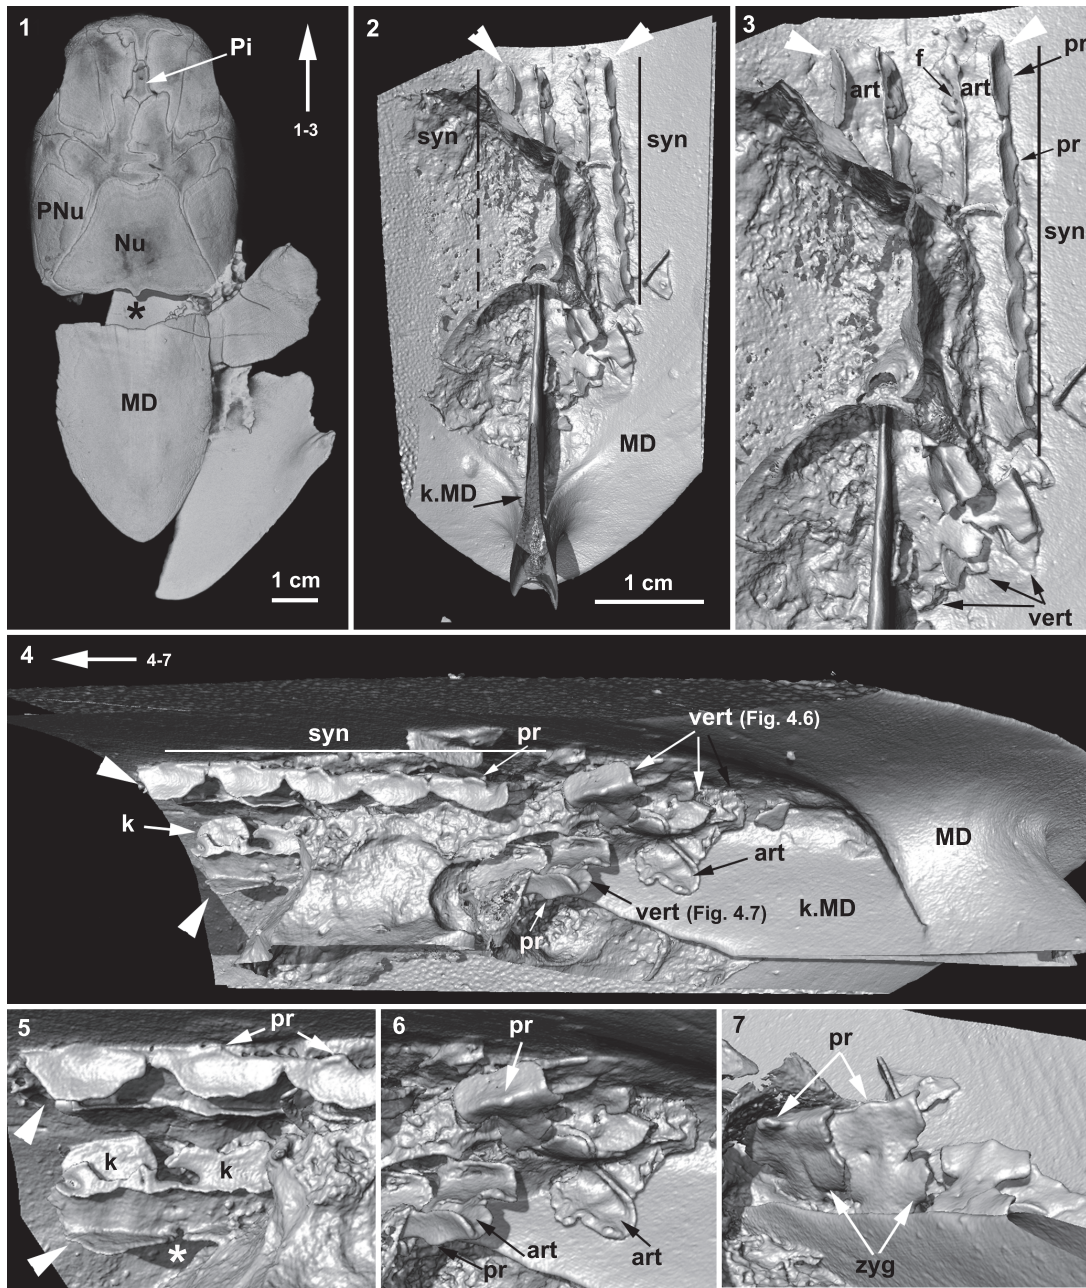 1
Pi
1-3
PNu
Nu
*
MD
1 cm
2
syn
syn
MD
k.MD
1 cm
3
pr
f
art
art
pr
syn
vert
4
4-7
syn
pr
vert (Fig. 4.6)
k
MD
art
k.MD
vert (Fig. 4.7)
pr
5
pr
k
k
*
6
pr
art
art
pr
7
pr
zyg